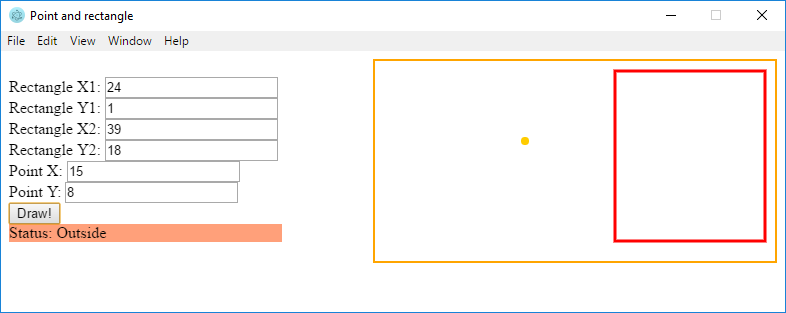 Point and rectangle
File Edit View Window Help
Rectangle X1: 24
Rectangle Y1: 1
Rectangle X2: 39
Rectangle Y2: 18
Point X: 15
Point Y: 8
Draw!
Status: Outside